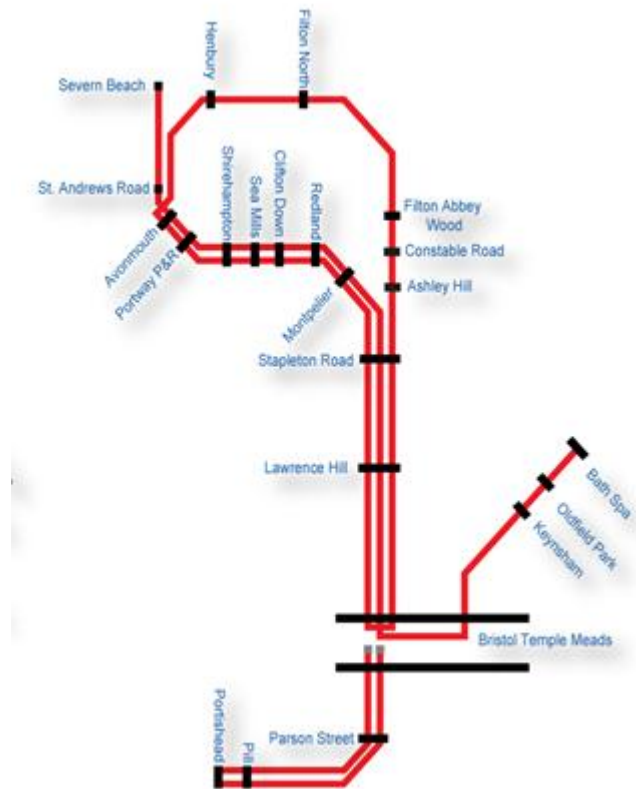 Henbury
Filton North
Severn Beach
St. Andrews Road
Avonmouth
Portway P&R
Shirehampton
Sea Mills
Clifton Down
Redland
Montpelier
Filton Abbey
Wood
Constable Road
Ashley Hill
Stapleton Road
Lawrence Hill
Bath Spa
Oldfield Park
Keynsham
Bristol Temple Meads
Parson Street
Portishead
Pill